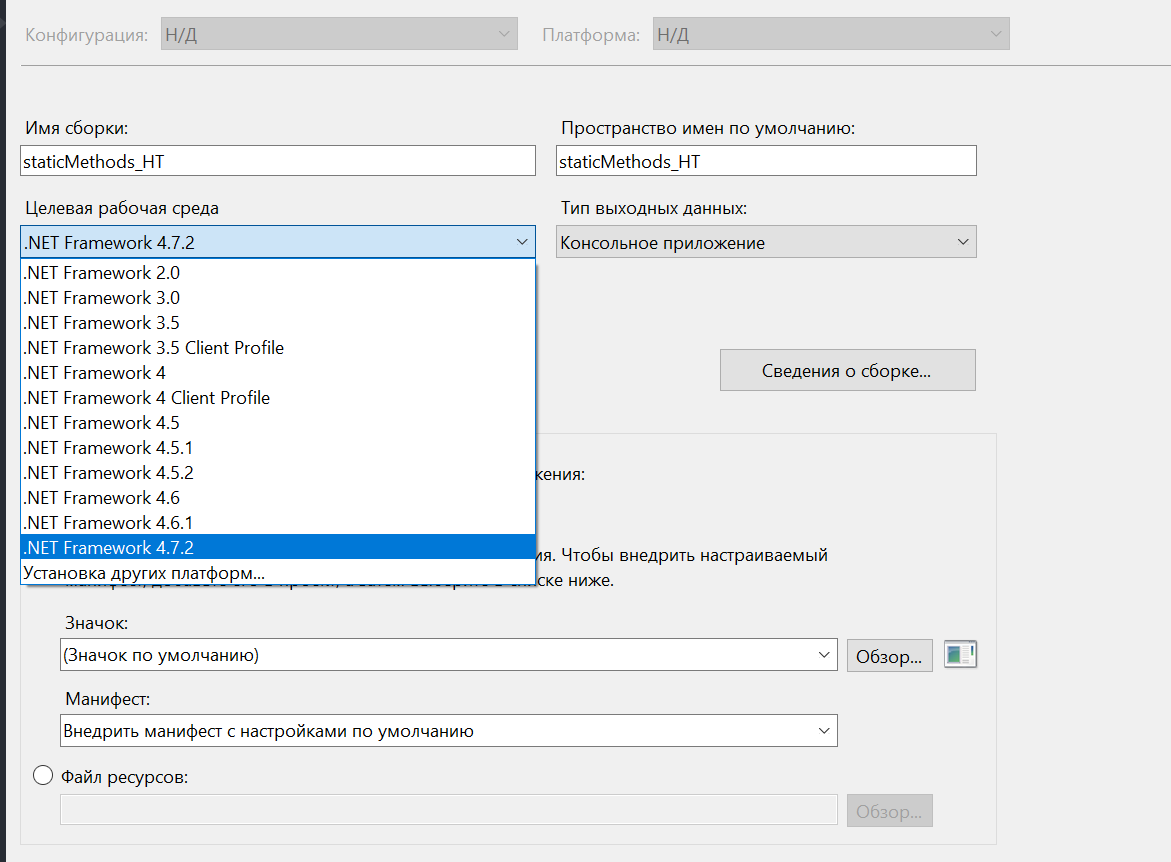 Конфигурация: Н/Д Платформа: Н/Д
Имя сборки: Пространство имен по умолчанию:
staticMethods_HT staticMethods_HT
Целевая рабочая среда Тип выходных данных:
.NET Framework 4.7.2 Консольное приложение
.NET Framework 2.0
.NET Framework 3.0
.NET Framework 3.5
.NET Framework 3.5 Client Profile
.NET Framework 4
Сведения о сборке...
.NET Framework 4 Client Profile
.NET Framework 4.5
.NET Framework 4.5.1
.NET Framework 4.5.2
.NET Framework 4.6
.NET Framework 4.6.1
.NET Framework 4.7.2
Чтобы внедрить настраиваемый
Установка других платформ...
ниже.
Значок:
(Значок по умолчанию) Обзор...
Манифест:
Внедрить манифест с настройками по умолчанию
Файл ресурсов:
Обзор...